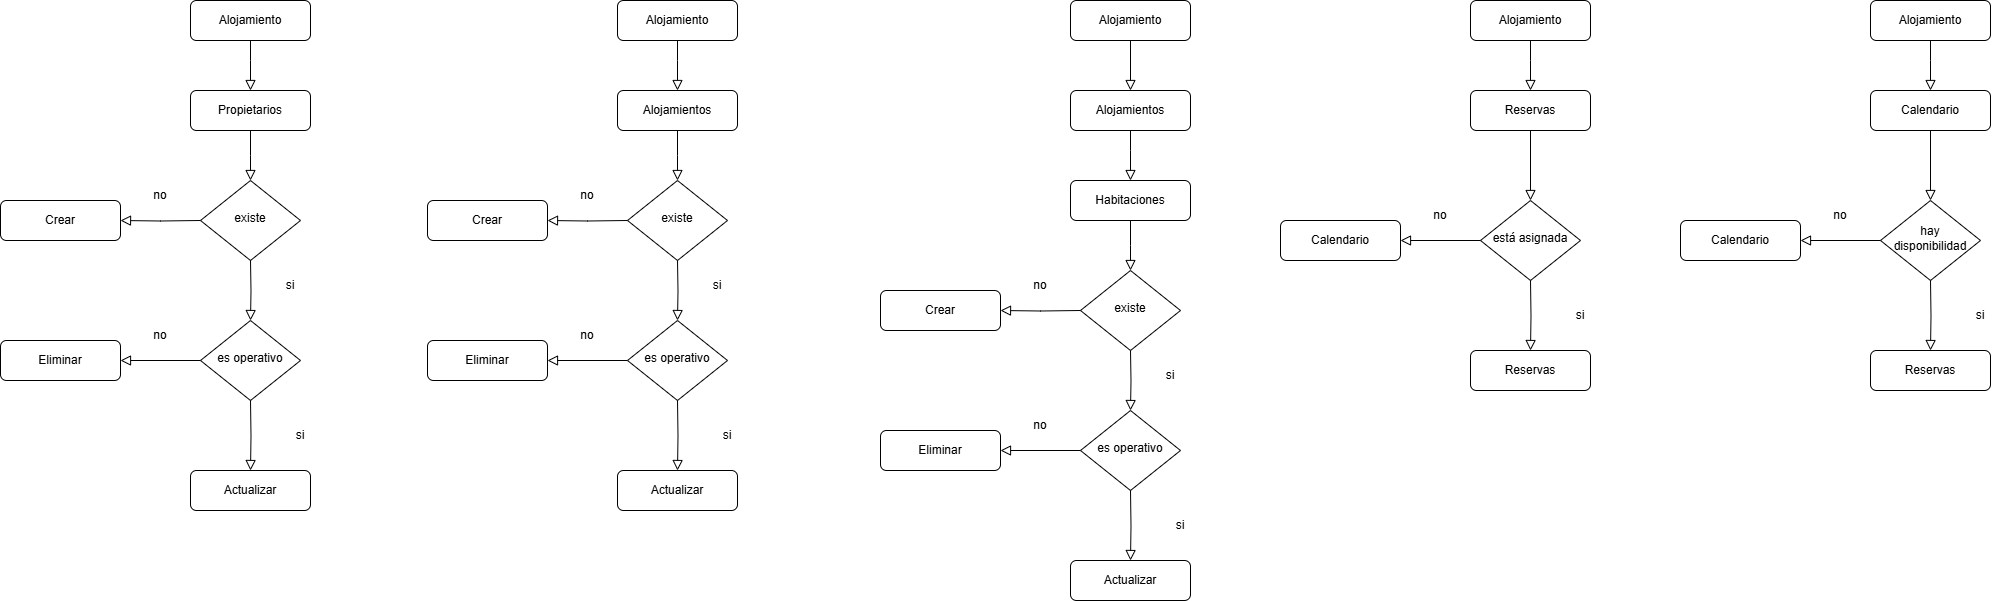 Alojamiento
Propietarios
existe
no
Crear
si
es operativo
no
Eliminar
si
Actualizar
Alojamiento
Alojamientos
existe
no
Crear
si
es operativo
no
Eliminar
si
Actualizar
Alojamiento
Alojamientos
Habitaciones
existe
no
Crear
si
es operativo
no
Eliminar
si
Actualizar
Alojamiento
Reservas
está asignada
no
Calendario
si
Reservas
Alojamiento
Calendario
hay
disponibilidad
no
Calendario
si
Reservas